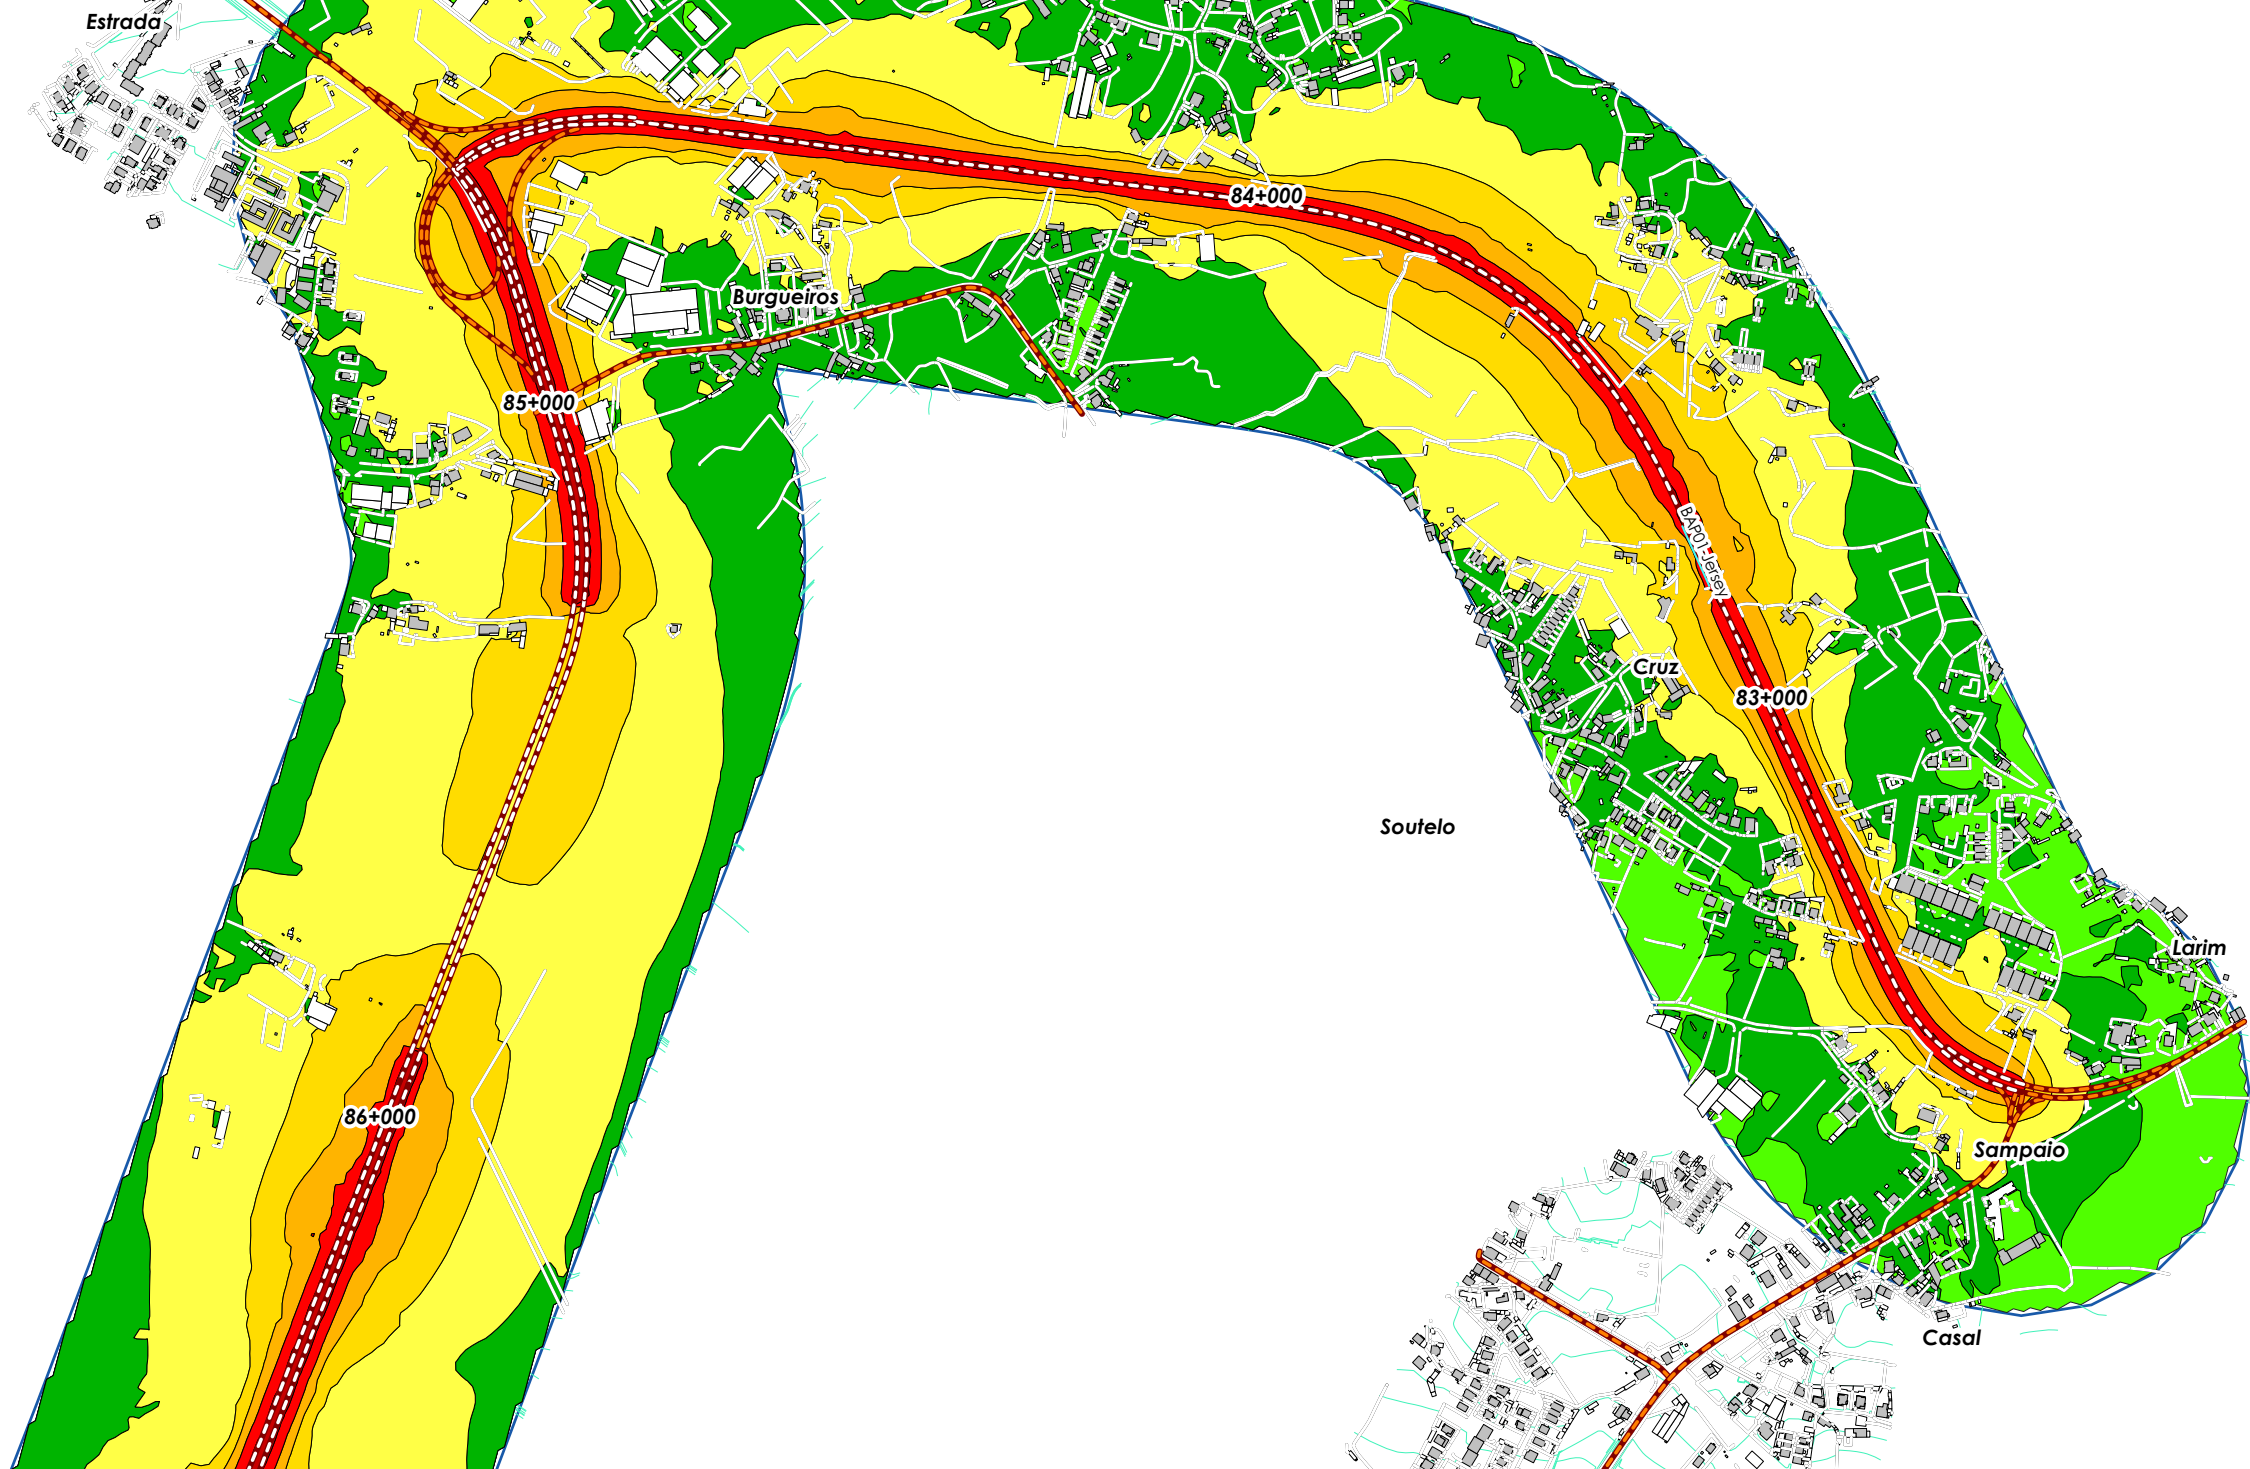 Estrada
84+000
Burgueiros
85+000
BAP01-Jersey
Cruz
83+000
Soutelo
Larim
86+000
Sampaio
Casal